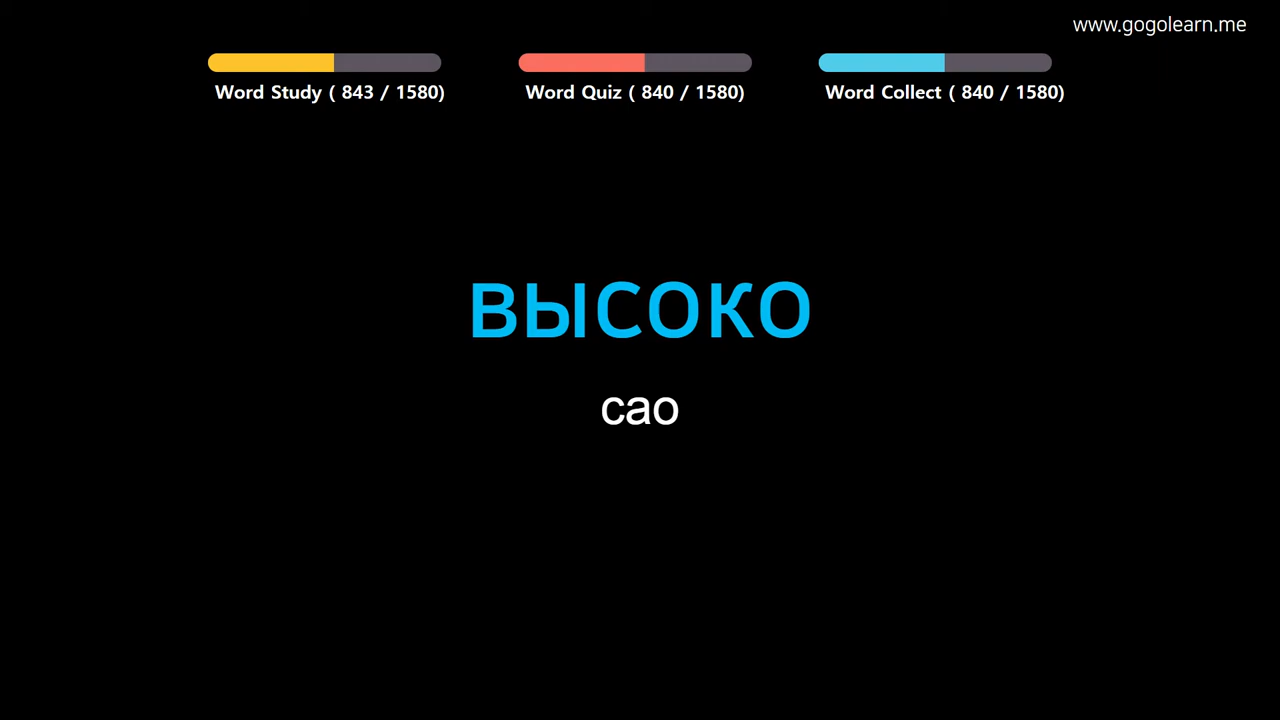 www.gogolearn.me
Word Study ( 843 / 1580)
Word Quiz ( 840 / 1580)
Word Collect ( 840 / 1580)
высоко
cao